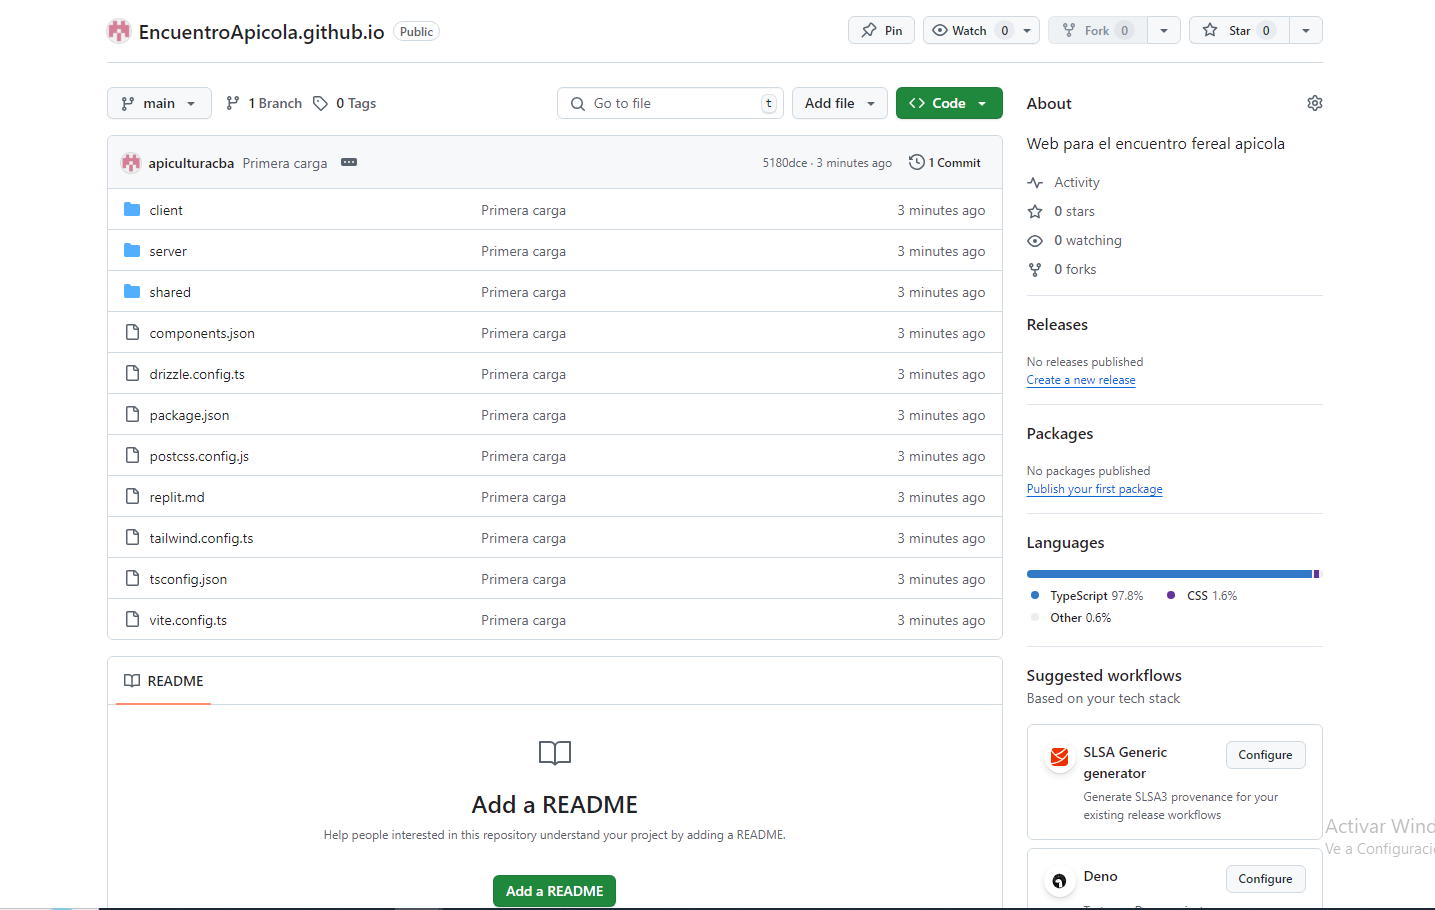 EncuentroApicola.github.io Public
Pin
Watch 0
Fork 0
Star 0
main
1 Branch
0 Tags
Go to file t
Add file
Code
apiculturacba Primera carga
5180dce · 3 minutes ago
1 Commit
client Primera carga 3 minutes ago
server Primera carga 3 minutes ago
shared Primera carga 3 minutes ago
components.json Primera carga 3 minutes ago
drizzle.config.ts Primera carga 3 minutes ago
package.json Primera carga 3 minutes ago
postcss.config.js Primera carga 3 minutes ago
replit.md Primera carga 3 minutes ago
tailwind.config.ts Primera carga 3 minutes ago
tsconfig.json Primera carga 3 minutes ago
vite.config.ts Primera carga 3 minutes ago
README
Add a README
Help people interested in this repository understand your project by adding a README.
Add a README
About
Web para el encuentro fereal apicola
Activity
0 stars
0 watching
0 forks
Releases
No releases published
Create a new release
Packages
No packages published
Publish your first package
Languages
TypeScript 97.8%
CSS 1.6%
Other 0.6%
Suggested workflows
Based on your tech stack
SLSA Generic
generator
Configure
Generate SLSA3 provenance for your
existing release workflows
Deno
Configure
Activar Wind
Ve a Configuraci